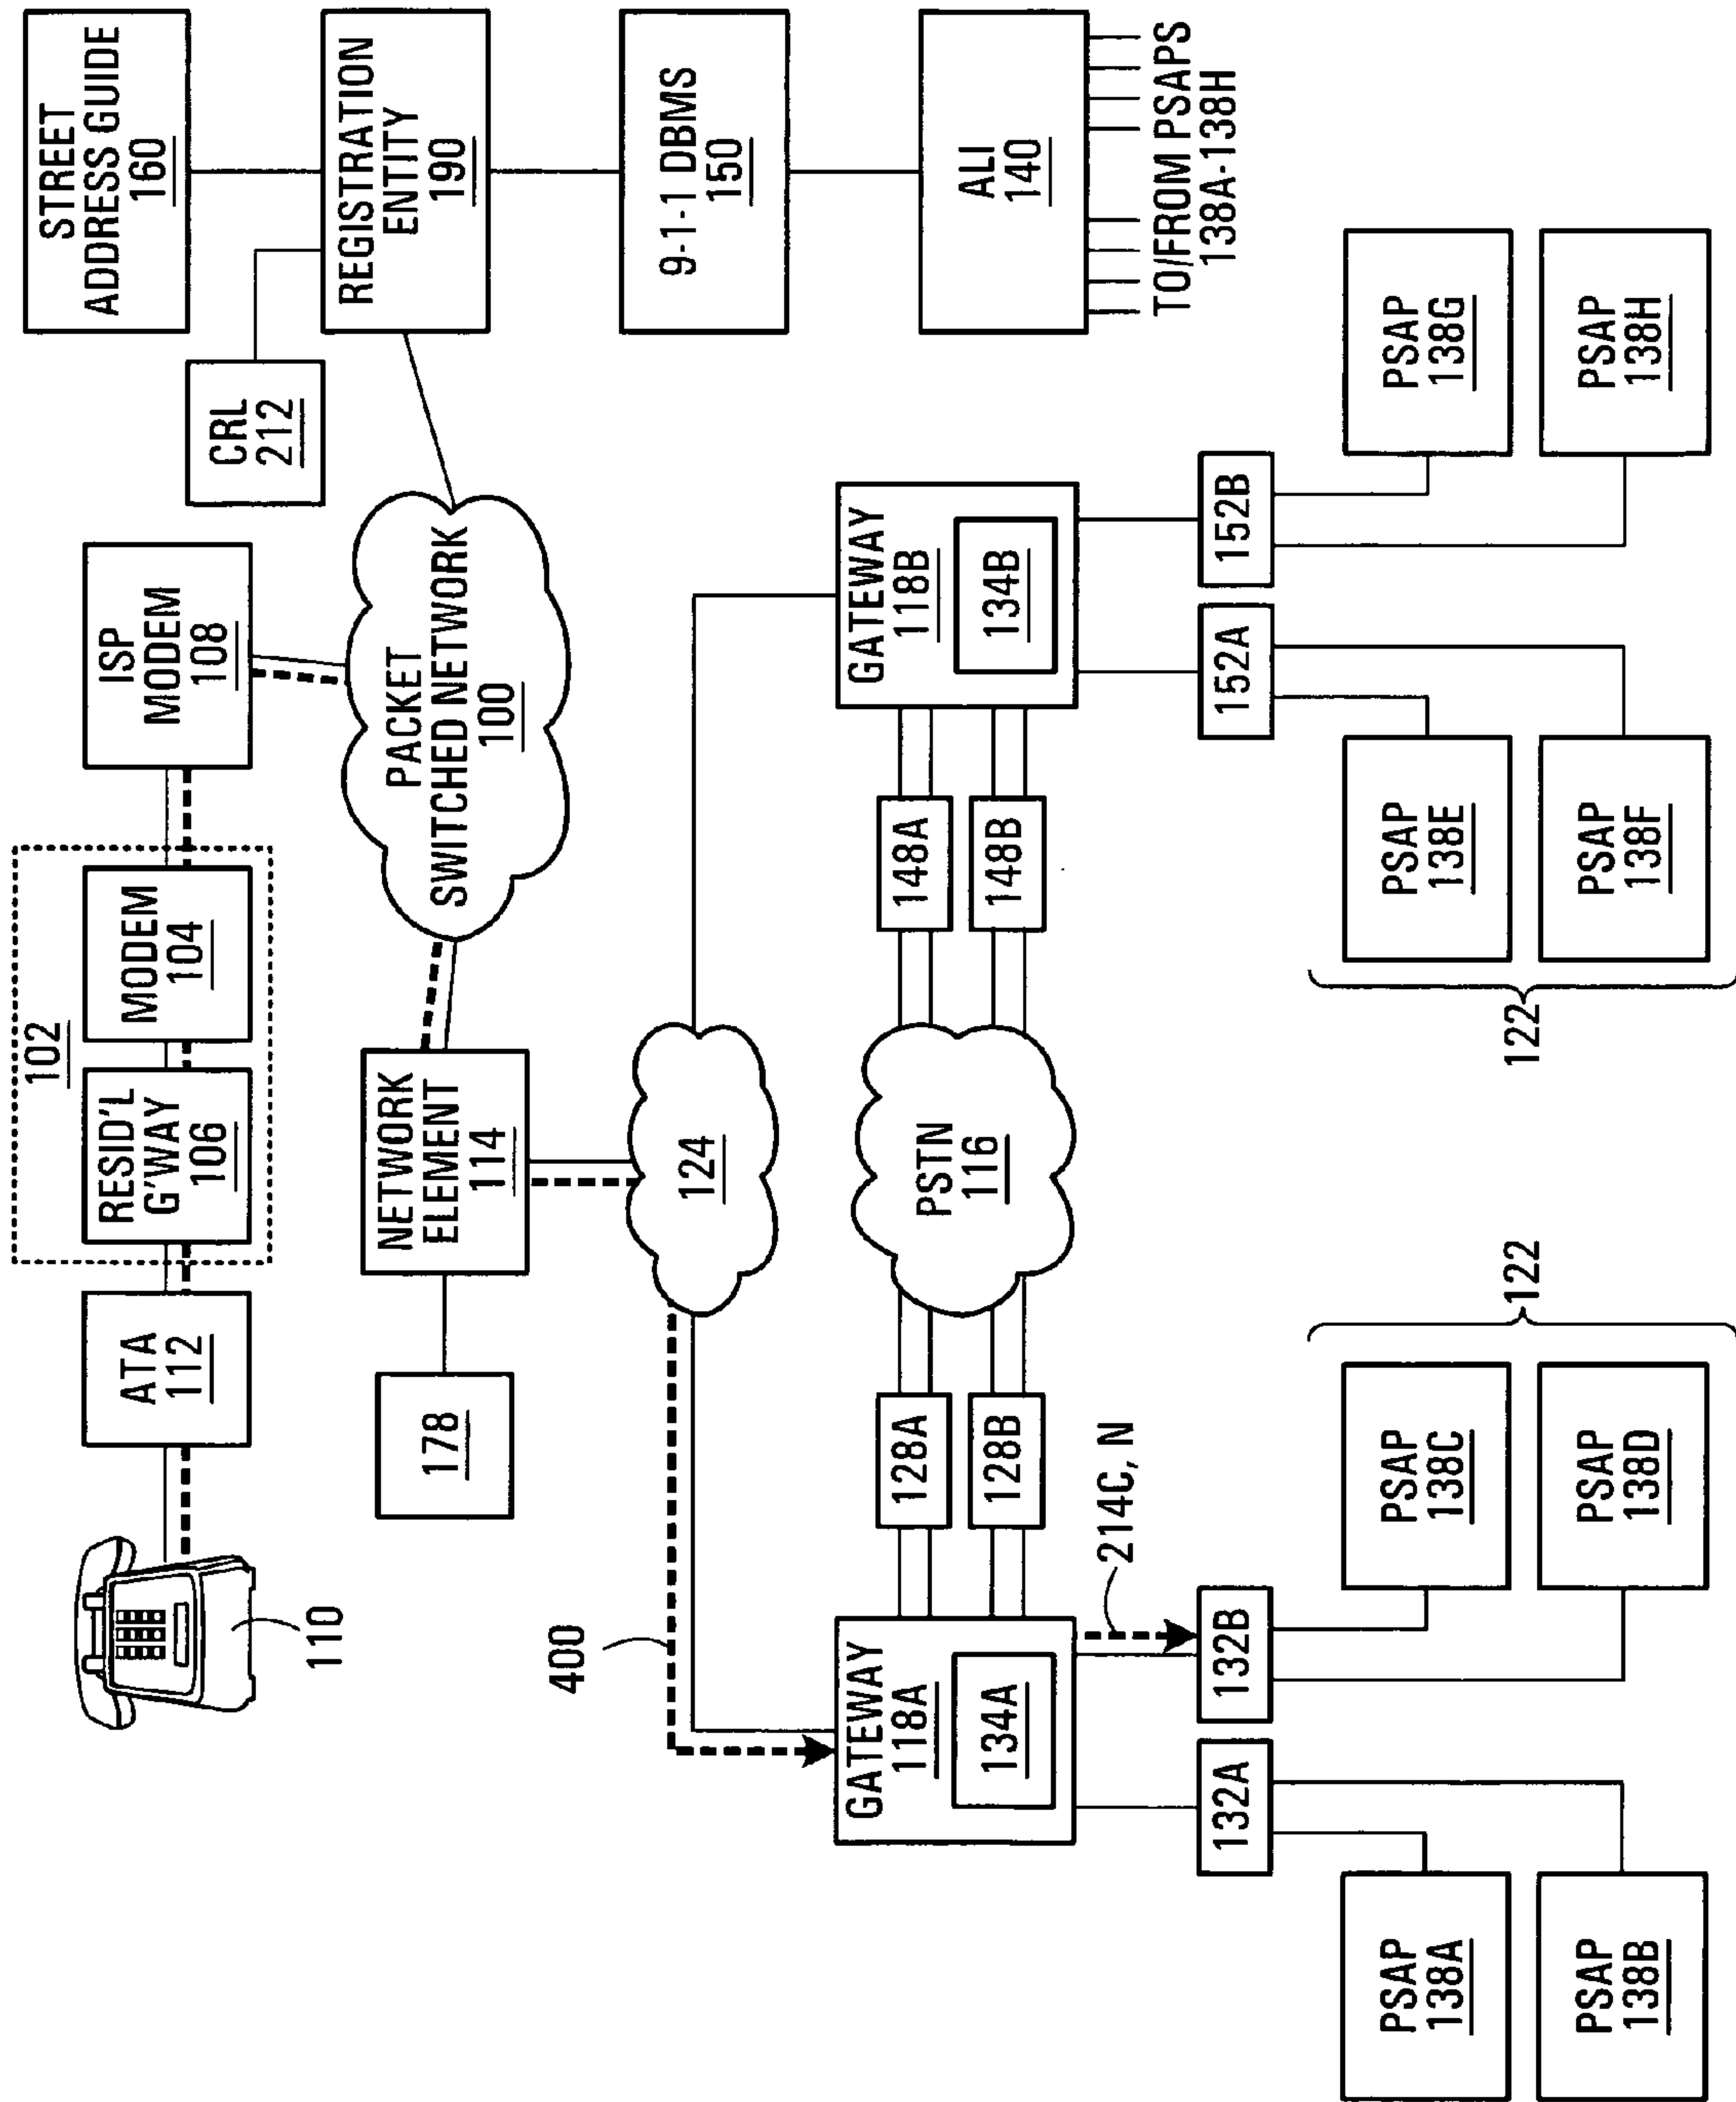 STREET
ADDRESS GUIDE
160
REGISTRATION
ENTITY
190
9-1-1 DBMS
150
ALI
140
TO/FROM PSAPS
138A-138H
CRL
212
ISP
MODEM
108
102
MODEM
104
RESID'L
G'WAY
106
ATA
112
110
PACKET
SWITCHED NETWORK
100
NETWORK
ELEMENT
114
178
124
400
GATEWAY
118A
134A
GATEWAY
118B
134B
128A
128B
PSTN
116
148A
148B
214C, N
132A
132B
152A
152B
PSAP
138A
PSAP
138B
PSAP
138C
PSAP
138D
122
PSAP
138E
PSAP
138F
122
PSAP
138G
PSAP
138H